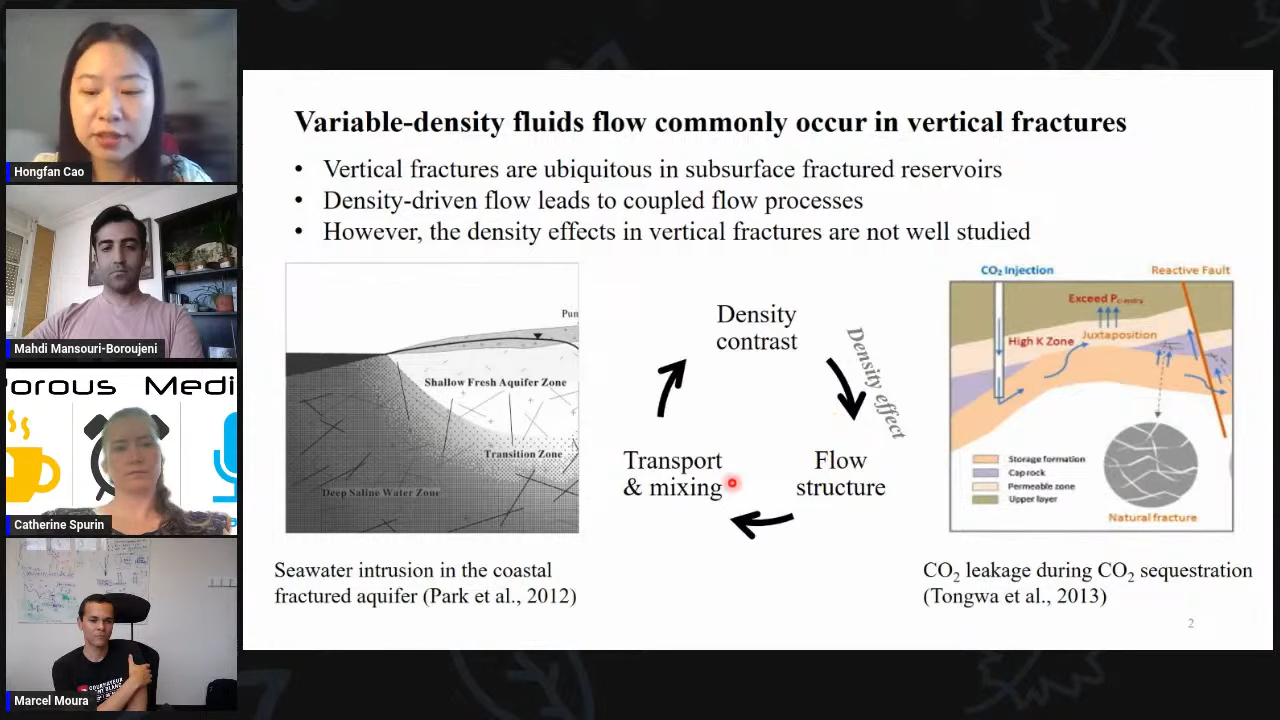 Hongfan Cao
Mahdi Mansouri-Boroujeni
Porous Medi
Catherine Spurin
Marcel Moura
Variable-density fluids flow commonly occur in vertical fractures
• Vertical fractures are ubiquitous in subsurface fractured reservoirs
• Density-driven flow leads to coupled flow processes
• However, the density effects in vertical fractures are not well studied
Pun
Shallow Fresh Aquifer Zone
Transition Zone
Deep Saline Water Zone
Seawater intrusion in the coastal
fractured aquifer (Park et al., 2012)
Density
contrast
Density effect
Flow
structure
Transport
& mixing
CO₂ Injection
Reactive Fault
Exceed P
High K Zone
Juxtaposition
Storage formation
Cap rock
Permeable zone
Upper layer
Natural fracture
CO₂ leakage during CO₂ sequestration
(Tongwa et al., 2013)
2